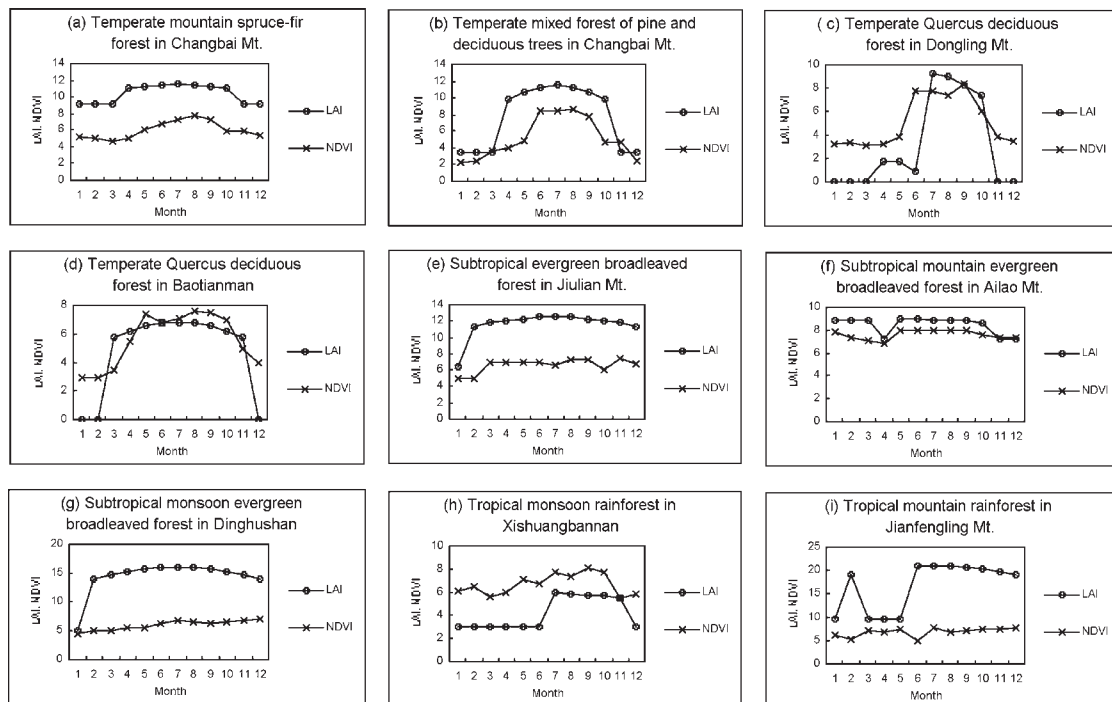 (a) Temperate mountain spruce-fir
forest in Changbai Mt.
14
12
10
8
6
4
2
0
LAI. NDVI
1 2 3 4 5 6 7 8 9 10 11 12
Month
LAI
NDVI
(b) Temperate mixed forest of pine and
deciduous trees in Changbai Mt.
14
12
10
8
6
4
2
0
LAI. NDVI
1 2 3 4 5 6 7 8 9 10 11 12
Month
LAI
NDVI
(c) Temperate Quercus deciduous
forest in Dongling Mt.
10
8
6
4
2
0
LAI. NDVI
1 2 3 4 5 6 7 8 9 10 11 12
Month
LAI
NDVI
(d) Temperate Quercus deciduous
forest in Baotianman
8
6
4
2
0
LAI. NDVI
1 2 3 4 5 6 7 8 9 10 11 12
Month
LAI
NDVI
(e) Subtropical evergreen broadleaved
forest in Jiulian Mt.
14
12
10
8
6
4
2
0
LAI. NDVI
1 2 3 4 5 6 7 8 9 10 11 12
Month
LAI
NDVI
(f) Subtropical mountain evergreen
broadleaved forest in Ailao Mt.
10
8
6
4
2
0
LAI. NDVI
1 2 3 4 5 6 7 8 9 10 11 12
Month
LAI
NDVI
(g) Subtropical monsoon evergreen
broadleaved forest in Dinghushan
20
15
10
5
0
LAI. NDVI
1 2 3 4 5 6 7 8 9 10 11 12
Month
LAI
NDVI
(h) Tropical monsoon rainforest in
Xishuangbannan
10
8
6
4
2
0
LAI. NDVI
1 2 3 4 5 6 7 8 9 10 11 12
Month
LAI
NDVI
(i) Tropical mountain rainforest in
Jianfengling Mt.
25
20
15
10
5
0
LAI. NDVI
1 2 3 4 5 6 7 8 9 10 11 12
Month
LAI
NDVI